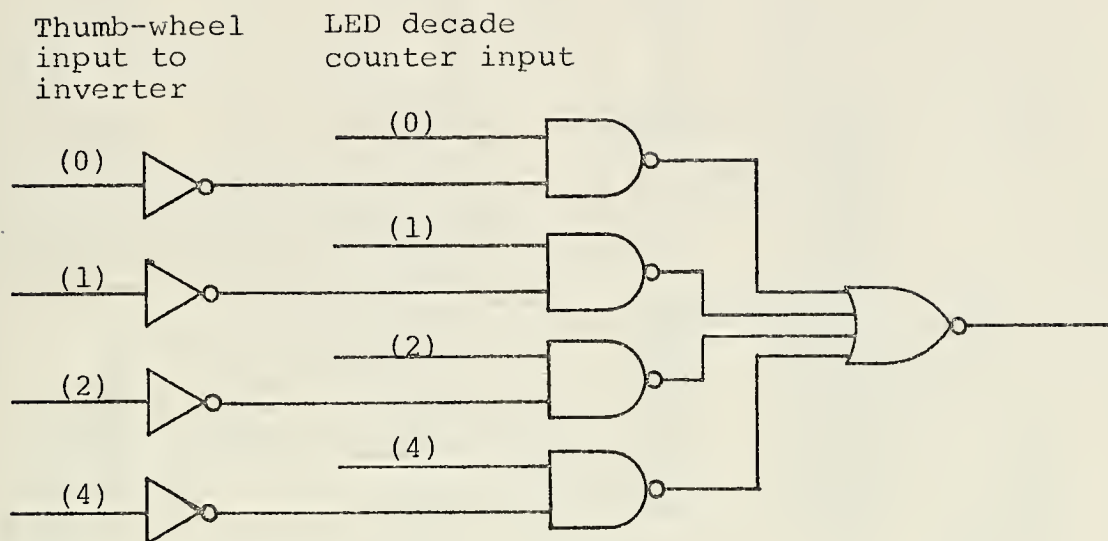 Thumb-wheel
input to
inverter
LED decade
counter input
(0)
(0)
(1)
(1)
(2)
(2)
(4)
(4)